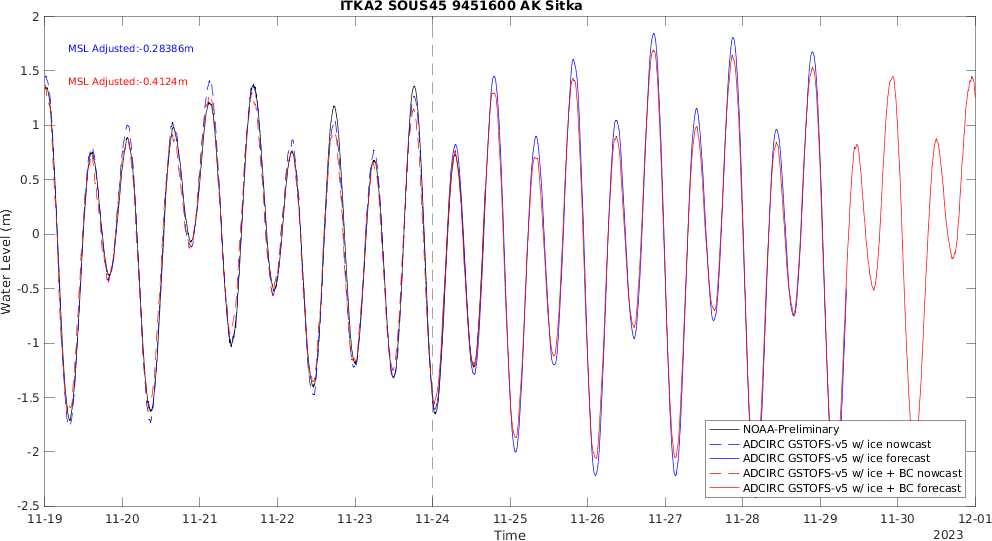 ITKA2 SOUS45 9451600 AK Sitka
MSL Adjusted:-0.28386m
MSL Adjusted:-0.4124m
Water Level (m)
2
1.5
1
0.5
0
-0.5
-1
-1.5
-2
-2.5
NOAA-Preliminary
ADCIRC GSTOFS-v5 w/ ice nowcast
ADCIRC GSTOFS-v5 w/ ice forecast
ADCIRC GSTOFS-v5 w/ ice + BC nowcast
ADCIRC GSTOFS-v5 w/ ice + BC forecast
11-19 11-20 11-21 11-22 11-23 11-24 11-25 11-26 11-27 11-28 11-29 11-30 12-01
Time
2023